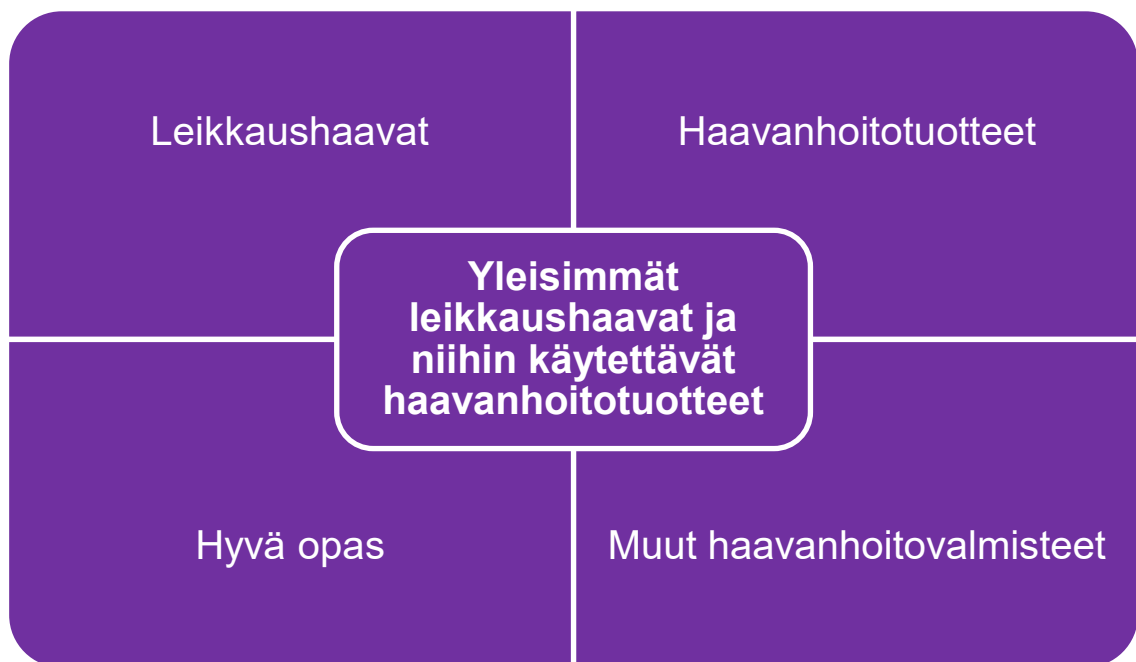 Leikkaushaavat
Haavanhoitotuotteet
Yleisimmät
leikkaushaavat ja
niihin käytettävät
haavanhoitotuotteet
Hyvä opas
Muut haavanhoitovalmisteet